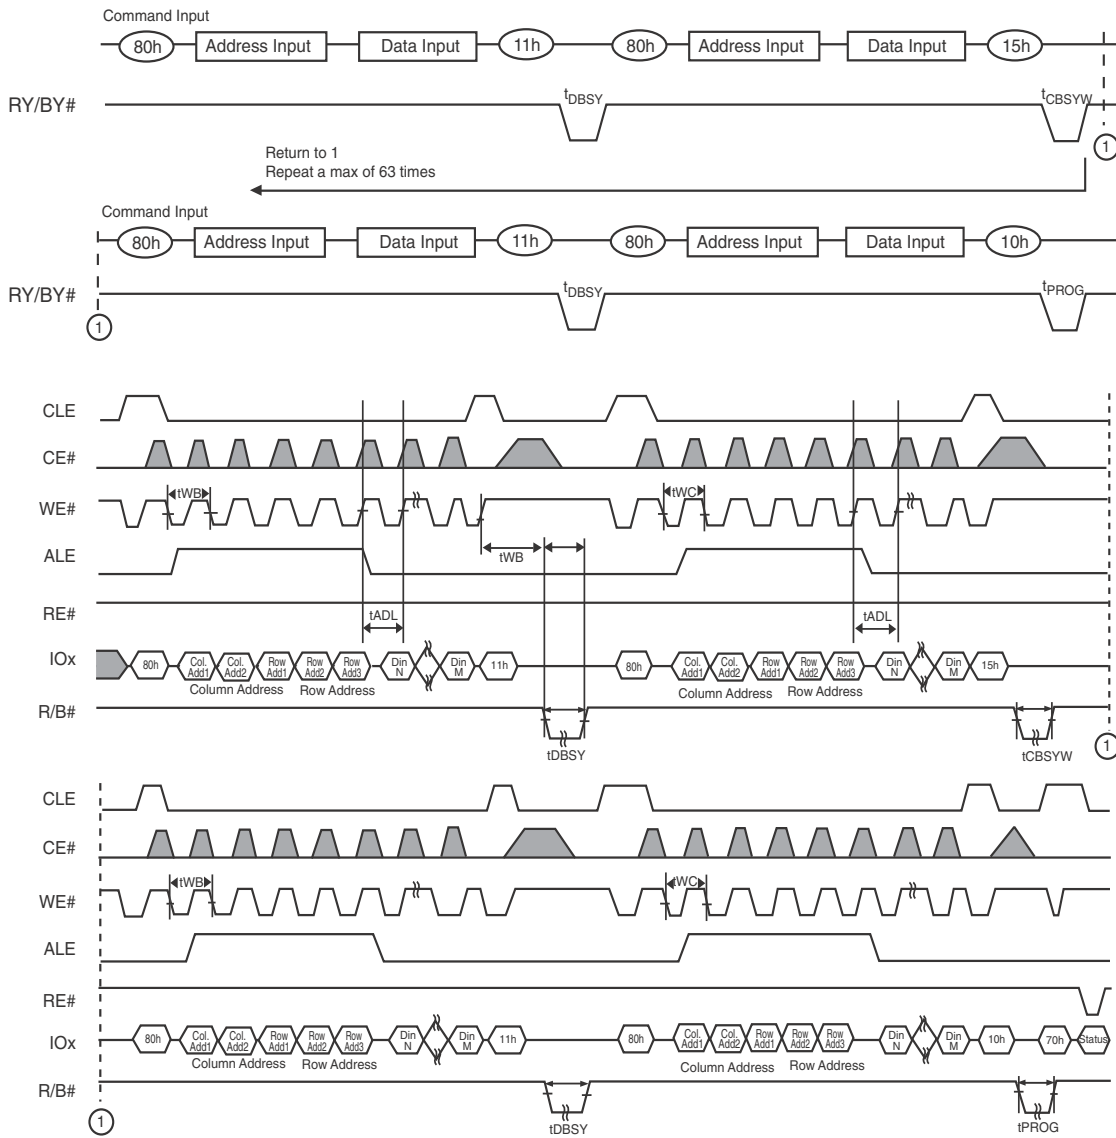 Command Input
80h Address Input Data Input 11h 80h Address Input Data Input 15h
RY/BY# tDBSY tCBSYW
1
Return to 1
Repeat a max of 63 times
Command Input
80h Address Input Data Input 11h 80h Address Input Data Input 10h
RY/BY# tDBSY tPROG
1
CLE
CE#
WE# tWB tWC
ALE tWB
RE# tADL tADL
IOx 80h Col. Add1 Col. Add2 Row Add1 Row Add2 Row Add3 Din N Din M 11h 80h Col. Add1 Col. Add2 Row Add1 Row Add2 Row Add3 Din N Din M 15h
Column Address Row Address Column Address Row Address
R/B#
tDBSY tCBSYW
1
CLE
CE#
WE# tWB tWC
ALE
RE#
IOx 80h Col. Add1 Col. Add2 Row Add1 Row Add2 Row Add3 Din N Din M 11h 80h Col. Add1 Col. Add2 Row Add1 Row Add2 Row Add3 Din N Din M 10h 70h Status
Column Address Row Address Column Address Row Address
R/B#
1 tDBSY tPROG